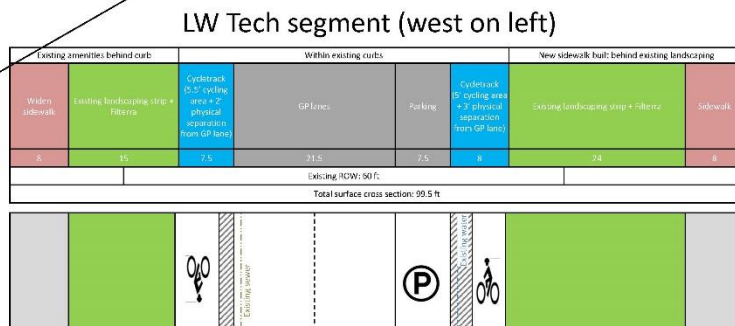 LW Tech segment (west on left)
Existing amenities behind curb
Within existing curbs
New sidewalk built behind existing landscaping
Widen
sidewalk
Existing landscaping strip +
Filterra
Cycletrack
(5.5' cycling
area + 2'
physical
separation
from GP lane)
GP lanes
Parking
Cycletrack
(5' cycling area
+ 3' physical
separation
from GP lane)
Existing landscaping strip + Filterra
Sidewalk
8
15
7.5
21.5
7.5
8
24
8
Existing ROW: 60 ft
Total surface cross section: 99.5 ft
Existing sewer
P
Existing water